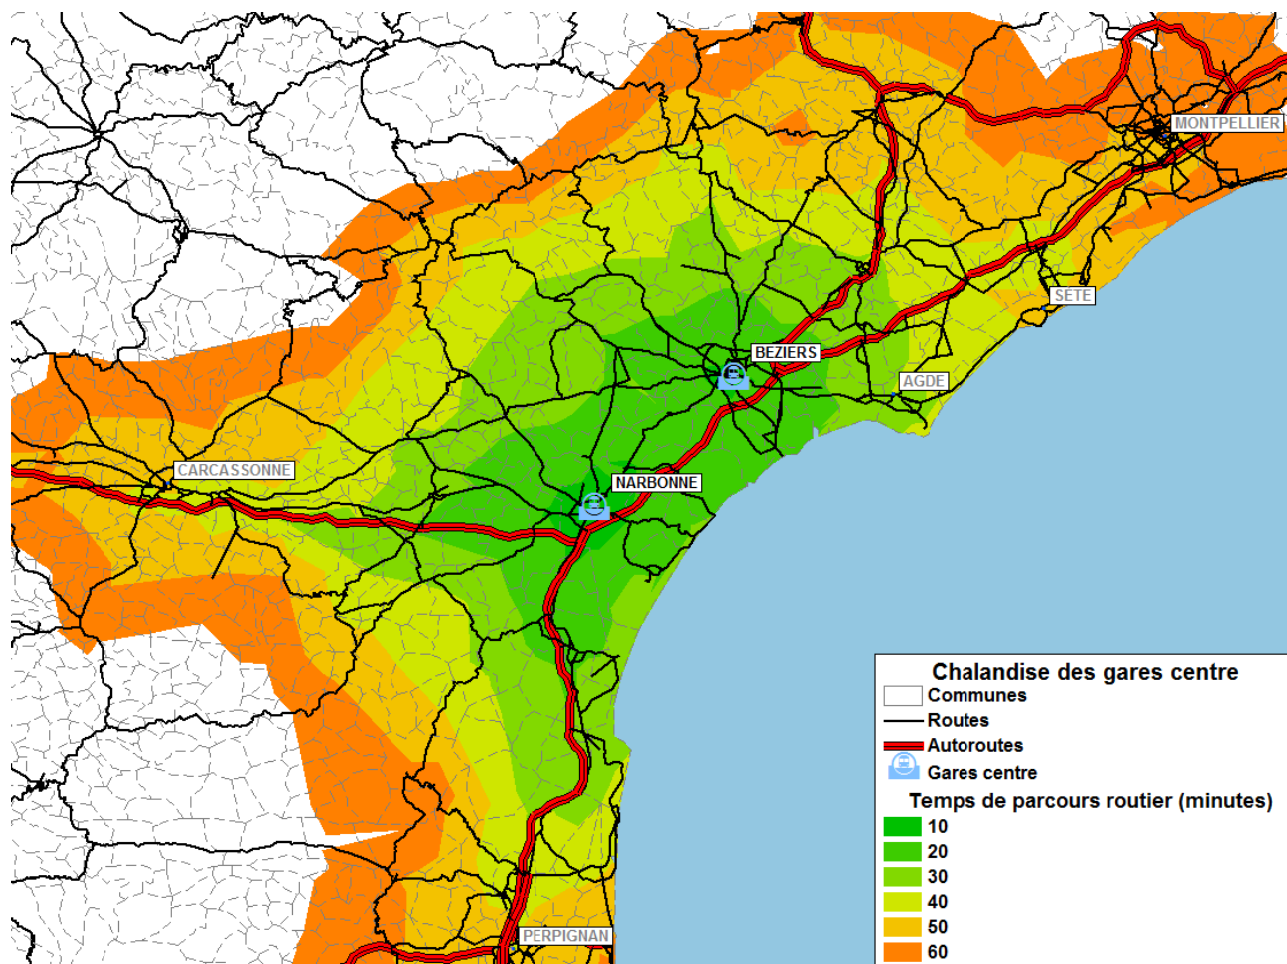 MONTPELLIER
SETE
BEZIERS
AGDE
CARCASSONNE
NARBONNE
PERPIGNAN
Chalandise des gares centre
Communes
Routes
Autoroutes
Gares centre
Temps de parcours routier (minutes)
10
20
30
40
50
60